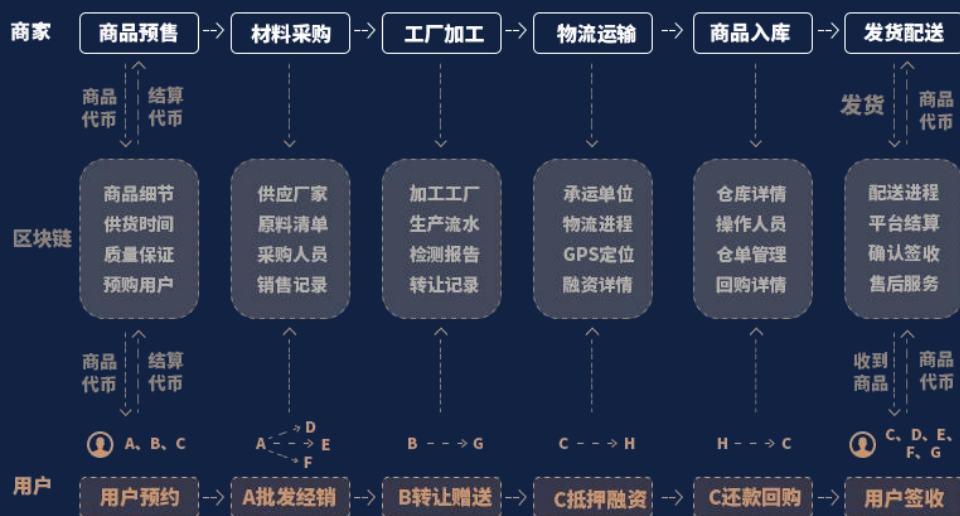 商家
商品预售
材料采购
工厂加工
物流运输
商品入库
发货配送
商品
代币
结算
代币
发货
商品
代币
区块链
商品细节
供货时间
质量保证
预购用户
供应厂家
原料清单
采购人员
销售记录
加工工厂
生产流水
检测报告
转让记录
承运单位
物流进程
GPS定位
融资详情
仓库详情
操作人员
仓单管理
回购详情
配送进程
平台结算
确认签收
售后服务
商品
代币
结算
代币
收到
商品
商品
代币
A、B、C
A
D
E
F
B
G
C
H
H
C
C、D、E、
F、G
用户
用户预约
A批发经销
B转让赠送
C抵押融资
C还款回购
用户签收